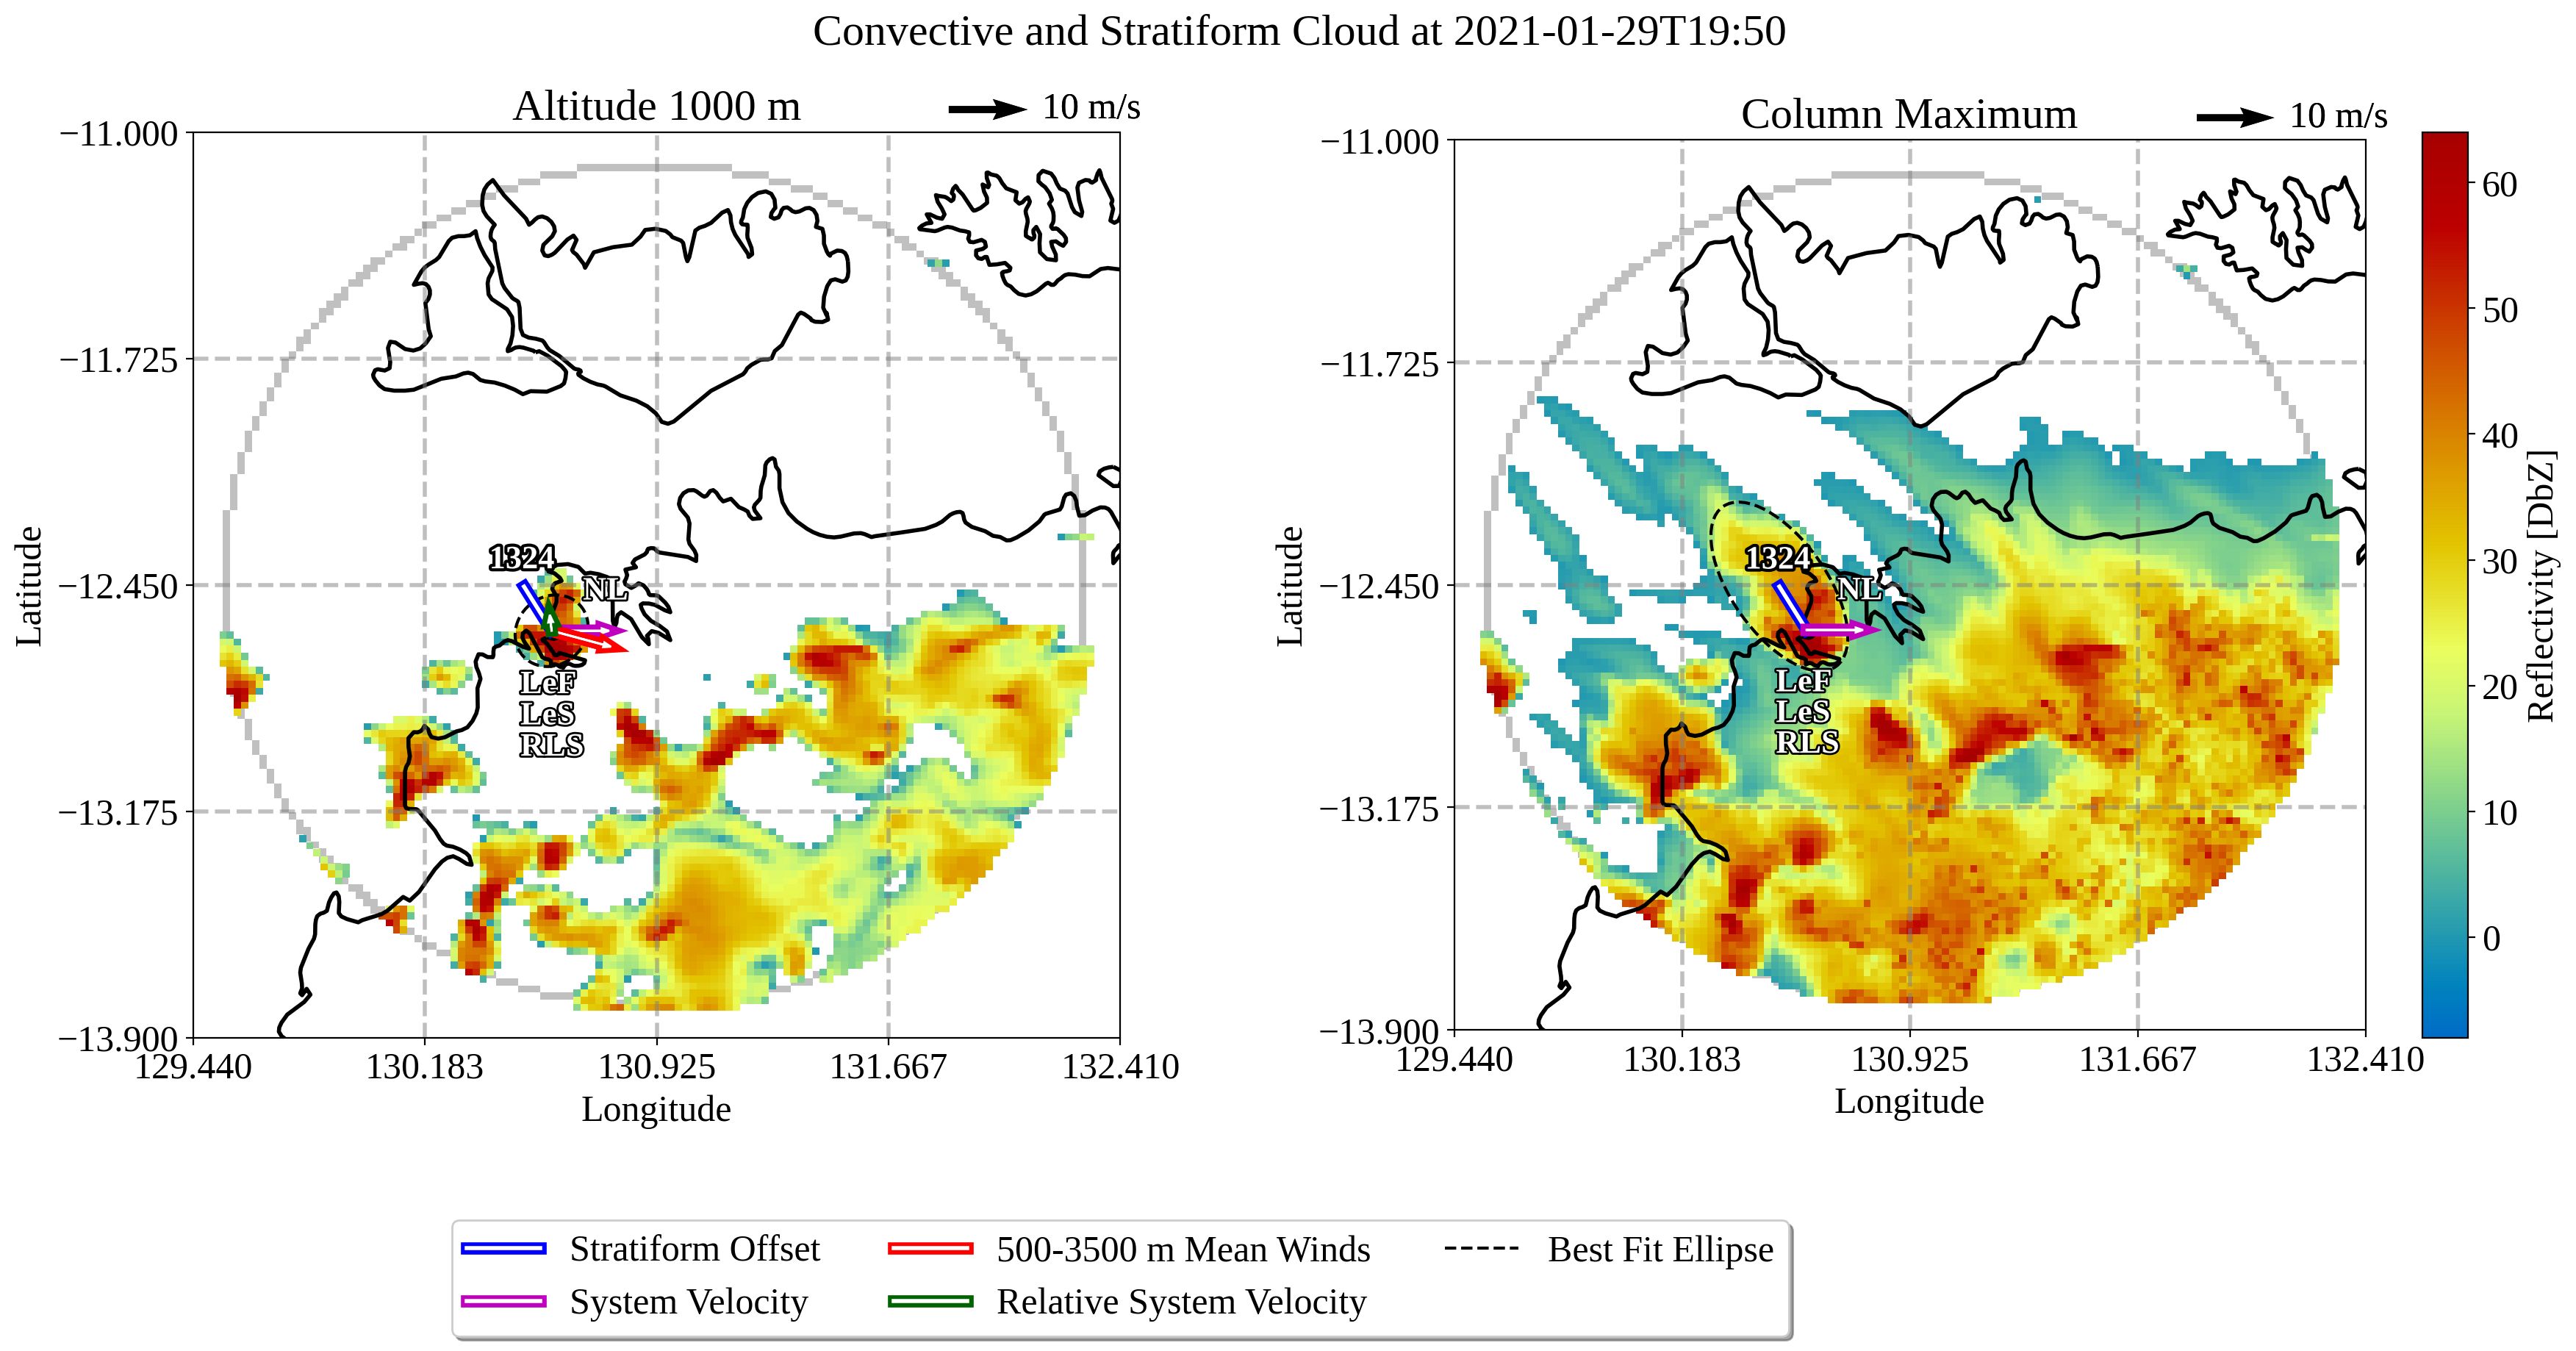 Convective and Stratiform Cloud at 2021-01-29T19:50
Altitude 1000 m
10 m/s
−11.000
−11.725
−12.450
−13.175
−13.900
129.440
130.183
130.925
131.667
132.410
Latitude
Longitude
1324
NL
LeF
LeS
RLS
Column Maximum
10 m/s
−11.000
−11.725
−12.450
−13.175
−13.900
129.440
130.183
130.925
131.667
132.410
Latitude
Longitude
1324
NL
LeF
LeS
RLS
60
50
40
30
20
10
0
Reflectivity [DbZ]
Stratiform Offset
System Velocity
500-3500 m Mean Winds
Relative System Velocity
Best Fit Ellipse